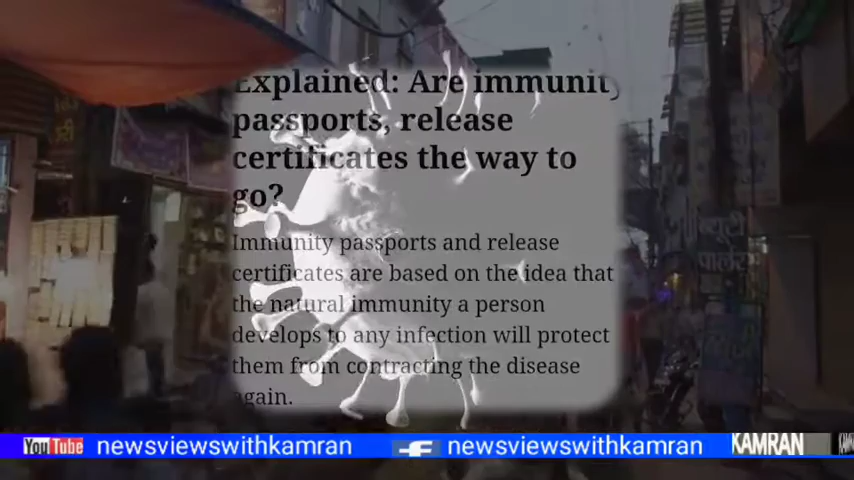 Explained: Are immunity
passports, release
certificates the way to
go?
Immunity passports and release
certificates are based on the idea that
the natural immunity a person
develops to any infection will protect
them from contracting the disease
again.
ब्यूटी
पार्लर
YouTube newsviewswithkamran f newsviewswithkamran KAMRAN